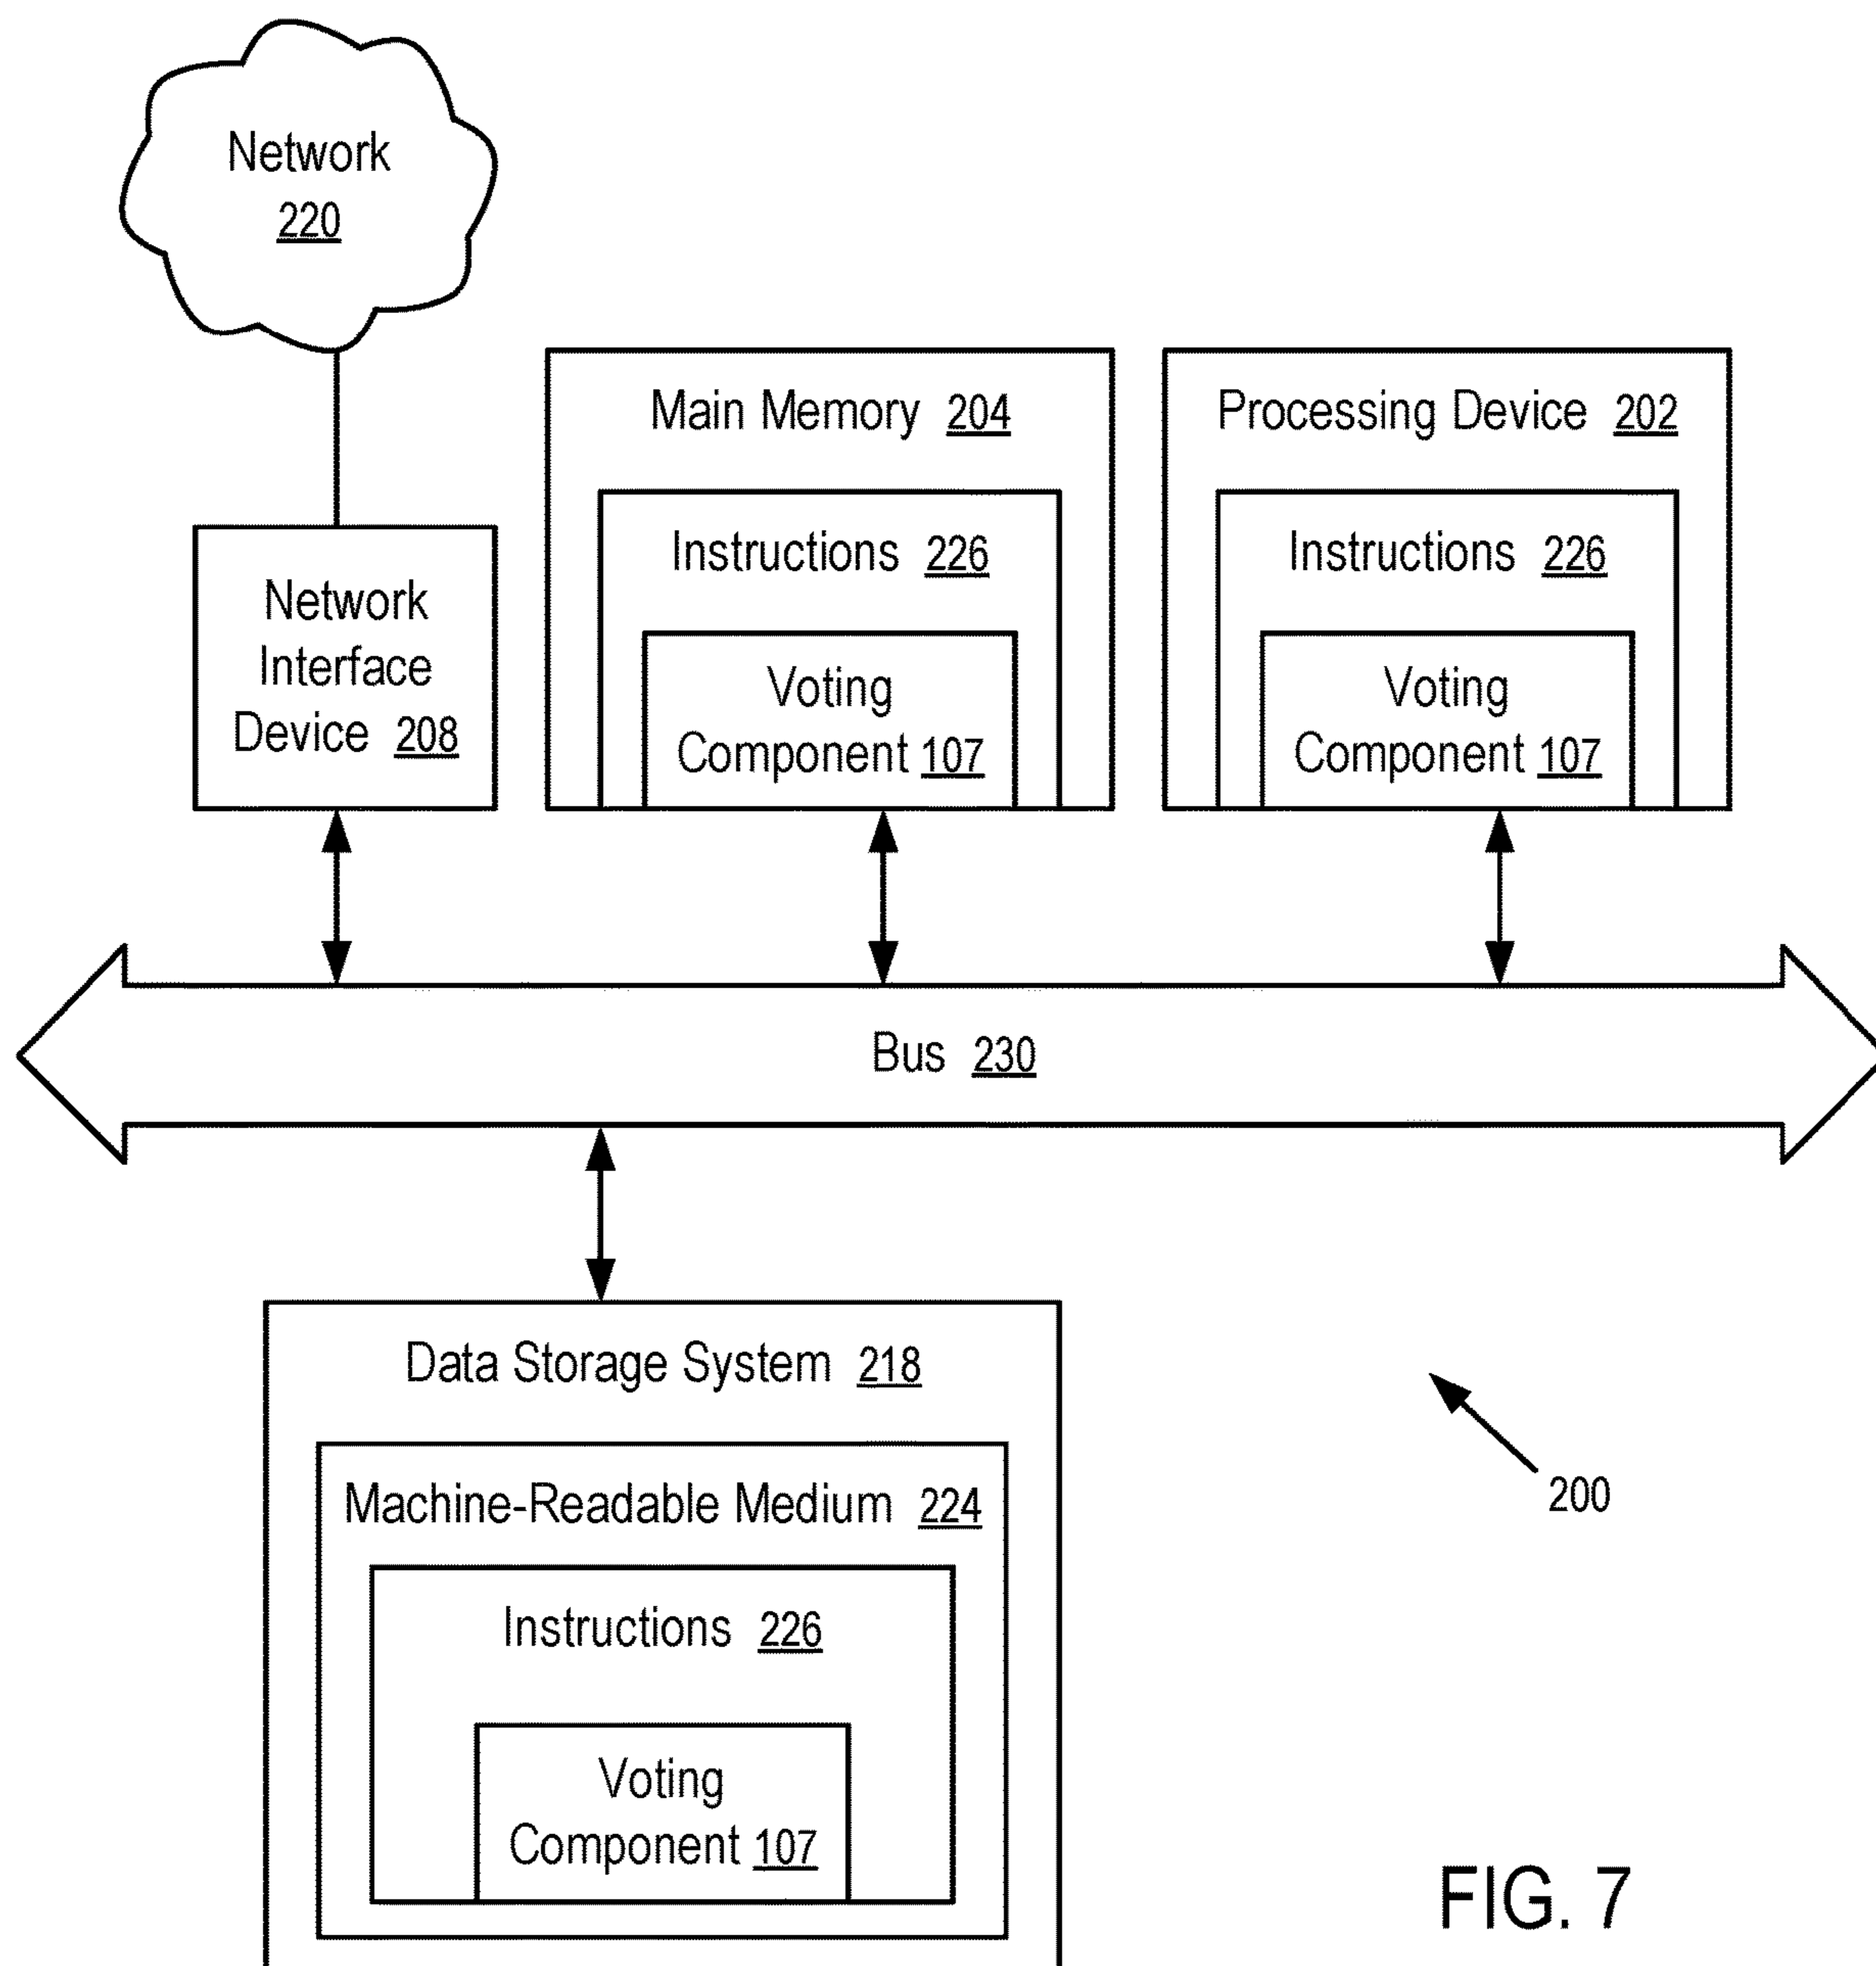 Network
220
Main Memory 204
Instructions 226
Voting
Component 107
Processing Device 202
Instructions 226
Voting
Component 107
Network
Interface
Device 208
Bus 230
Data Storage System 218
Machine-Readable Medium 224
Instructions 226
Voting
Component 107
200
FIG. 7